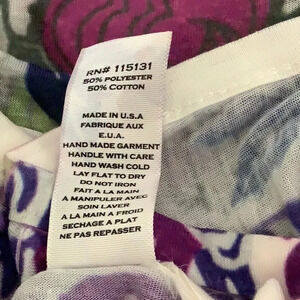 RN# 115131
50% POLYESTER
50% COTTON
MADE IN U.S.A
FABRIQUE AUX
E.U.A.
HAND MADE GARMENT
HANDLE WITH CARE
HAND WASH COLD
LAY FLAT TO DRY
DO NOT IRON
FAIT A LA MAIN
A MANIPULER AVEC
SOIN LAVER
A LA MAIN A FROID
SECHAGE A PLAT
NE PAS REPASSER